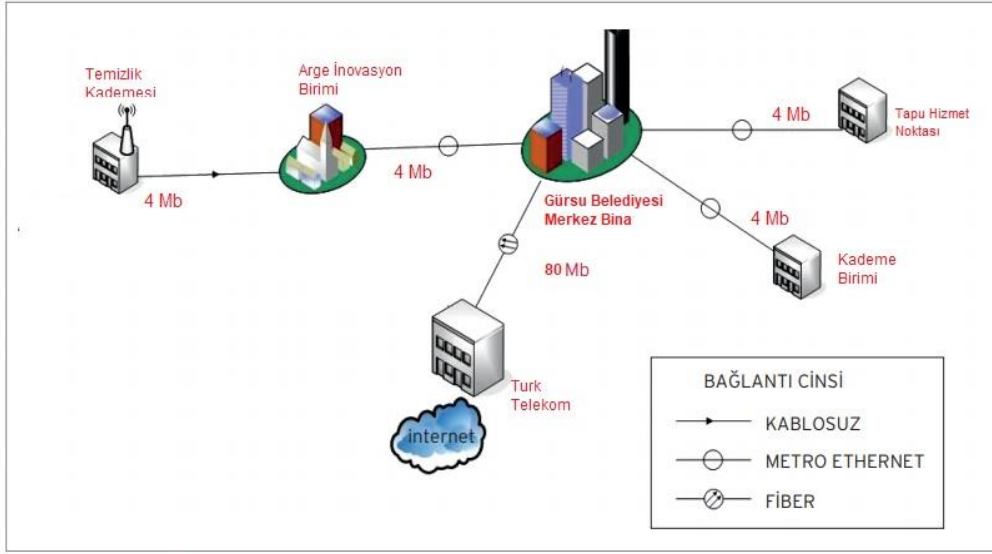 Temizlik
Kademesi
4 Mb
Arge İnovasyon
Birimi
4 Mb
Gürsu Belediyesi
Merkez Bina
4 Mb
Tapu Hizmet
Noktası
4 Mb
Kademe
Birimi
80 Mb
Turk
Telekom
internet
BAĞLANTI CİNSİ
KABLOSUZ
METRO ETHERNET
FİBER